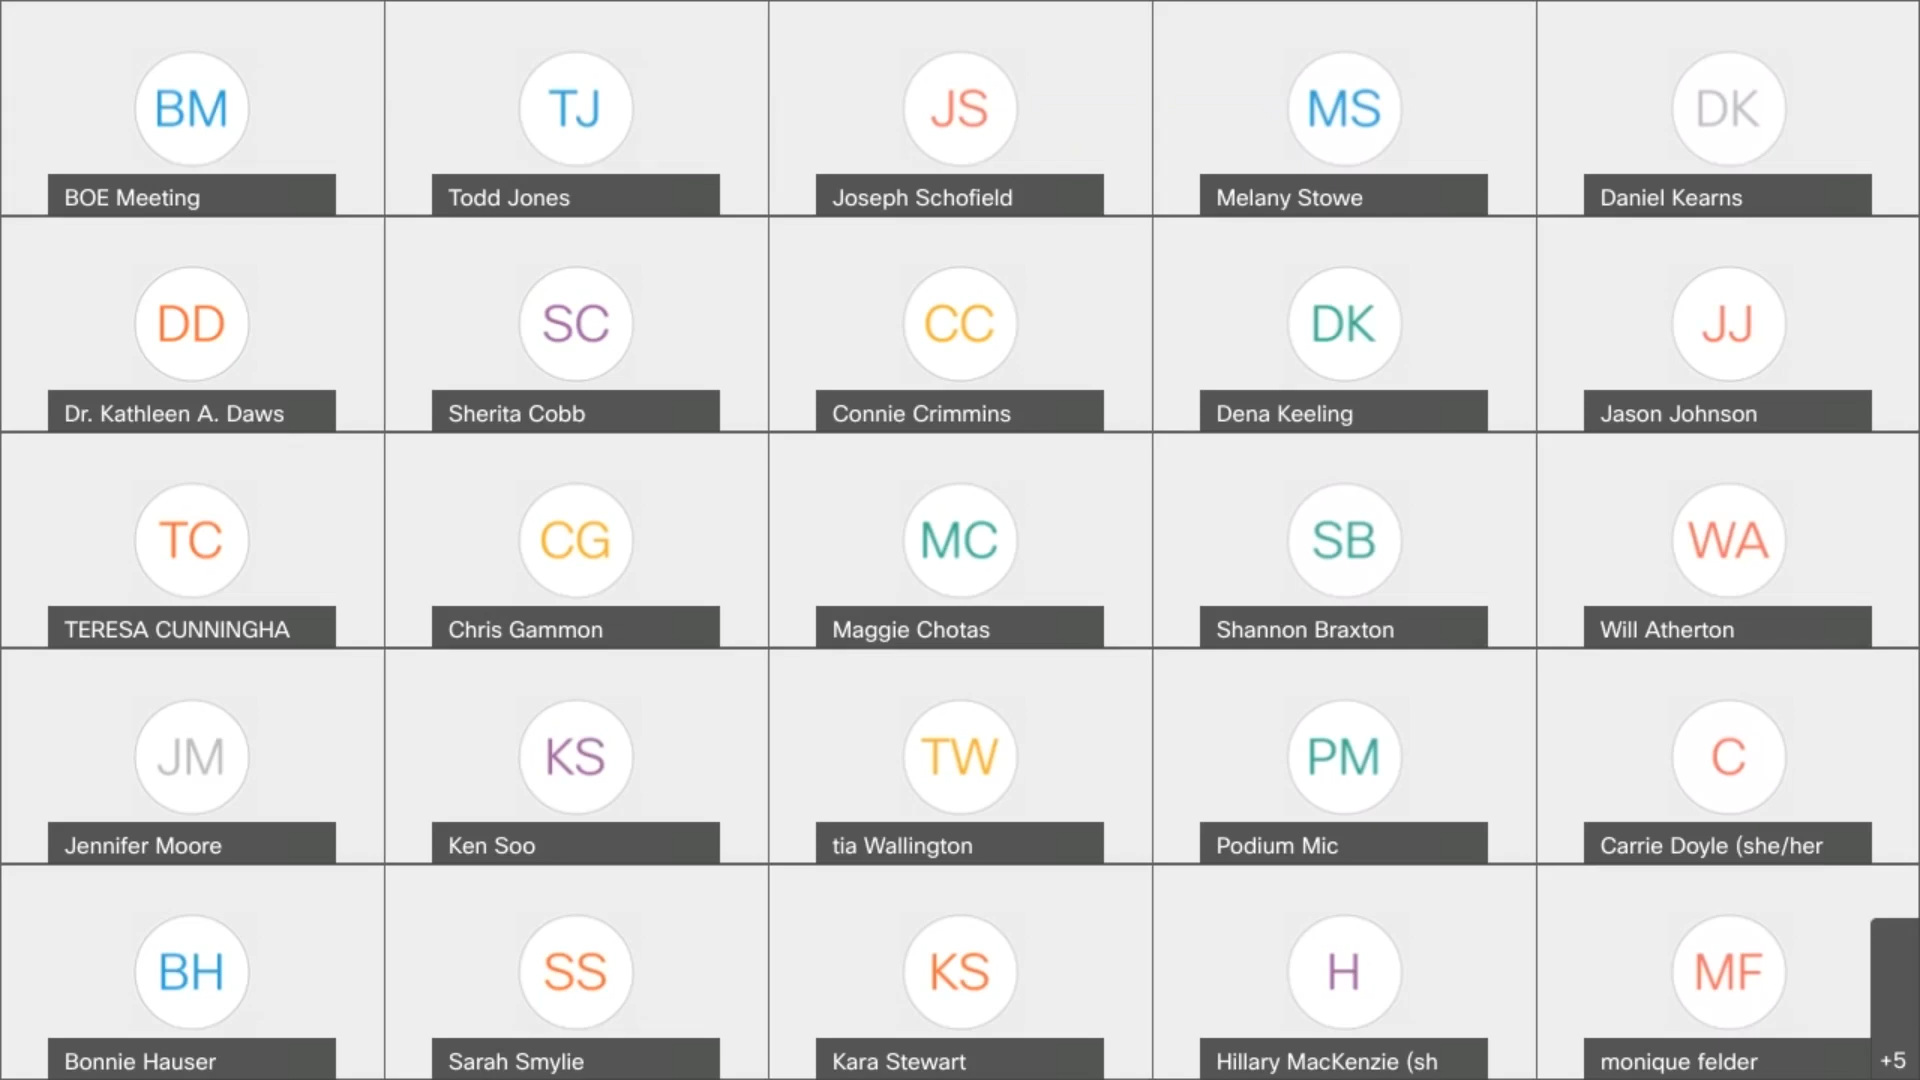 BM
TJ
JS
MS
DK
BOE Meeting
Todd Jones
Joseph Schofield
Melany Stowe
Daniel Kearns
DD
SC
CC
DK
JJ
Dr. Kathleen A. Daws
Sherita Cobb
Connie Crimmins
Dena Keeling
Jason Johnson
TC
CG
MC
SB
WA
TERESA CUNNINGHA
Chris Gammon
Maggie Chotas
Shannon Braxton
Will Atherton
JM
KS
TW
PM
C
Jennifer Moore
Ken Soo
tia Wallington
Podium Mic
Carrie Doyle (she/her
BH
SS
KS
H
MF
Bonnie Hauser
Sarah Smylie
Kara Stewart
Hillary MacKenzie (sh
monique felder
+5